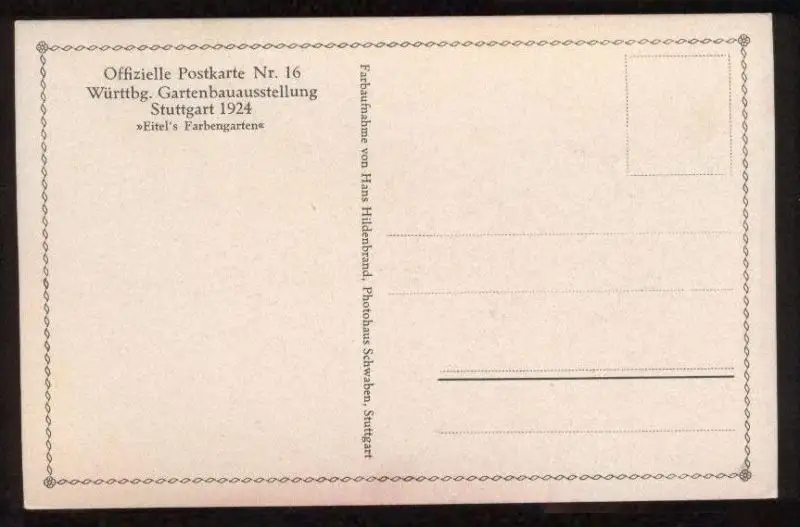 Offizielle Postkarte Nr. 16
Württbg. Gartenbauausstellung
Stuttgart 1924
»Eitel's Farbengarten«
Farbaufnahme von Hans Hildenbrand, Photohaus Schwaben, Stuttgart